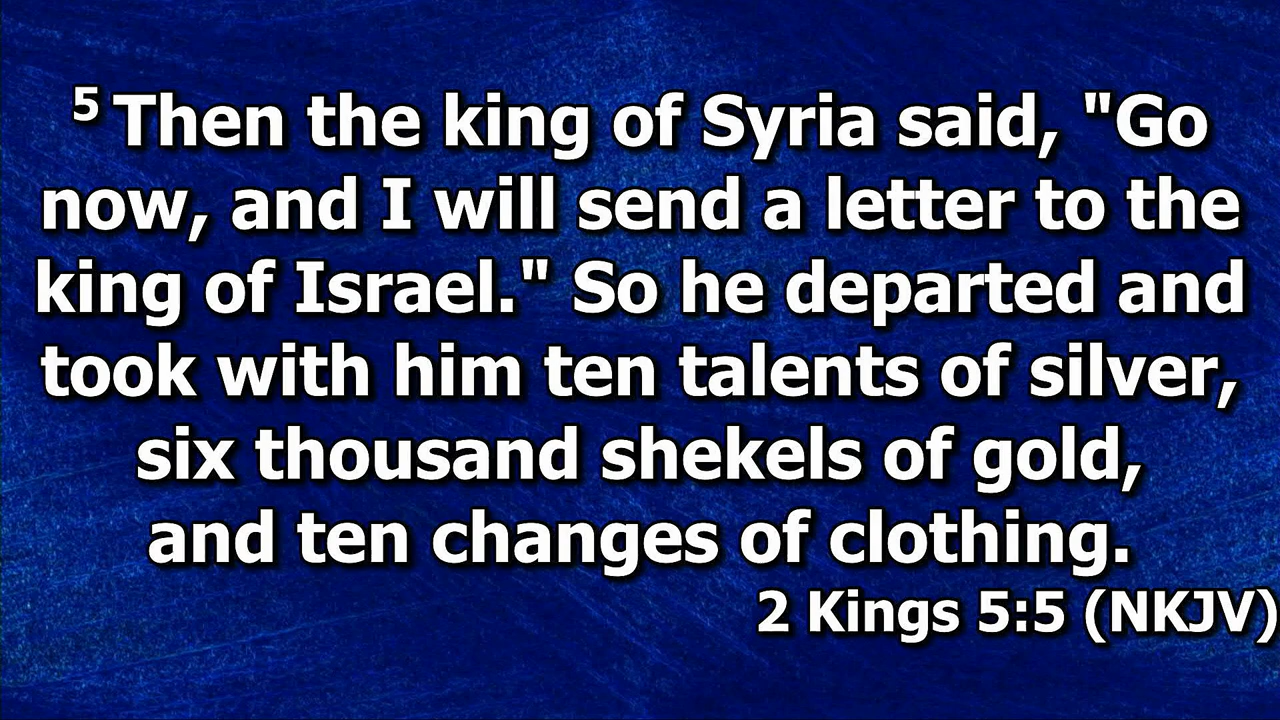 5 Then the king of Syria said, "Go
now, and I will send a letter to the
king of Israel." So he departed and
took with him ten talents of silver,
six thousand shekels of gold,
and ten changes of clothing.
2 Kings 5:5 (NKJV)